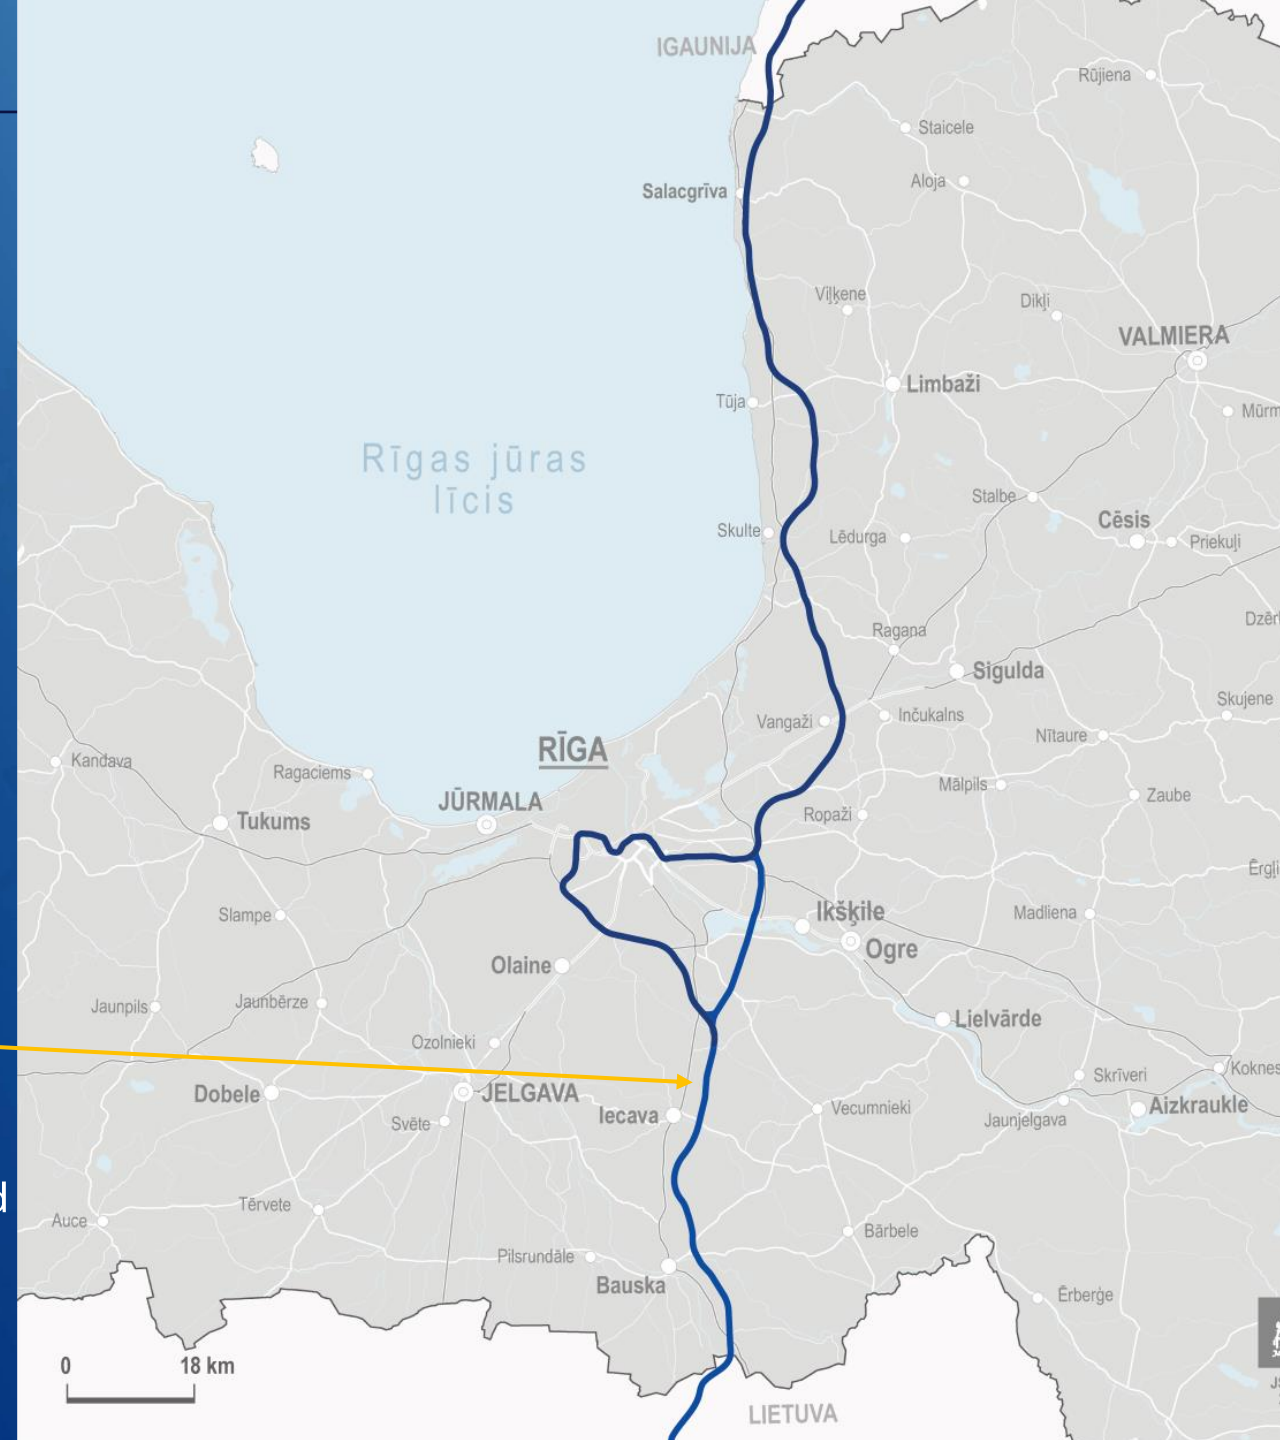 IGAUNIJA
Rūjiena
Staicele
Aloja
Salacgrīva
Viļķene
Dikļi
VALMIERA
Limbaži
Tūja
Rīgas jūras
līcis
Stalbe
Cēsis
Skulte
Lēdurga
Priekuļi
Ragana
Sigulda
Skujene
Vangaži
Inčukalns
Nītaure
RĪGA
Kandava
Ragaciems
Mālpils
Zaube
JŪRMALA
Tukums
Ropaži
Slampe
Ikšķile
Madliena
Ogre
Olaine
Jaunpils
Jaunbērze
Lielvārde
Ozolnieki
Skrīveri
Dobele
JELGAVA
Iecava
Vecumnieki
Aizkraukle
Svēte
Jaunjelgava
Tērvete
Auce
Bārbele
Pilsrundāle
Bauska
Ērberģe
0 18 km
LIETUVA